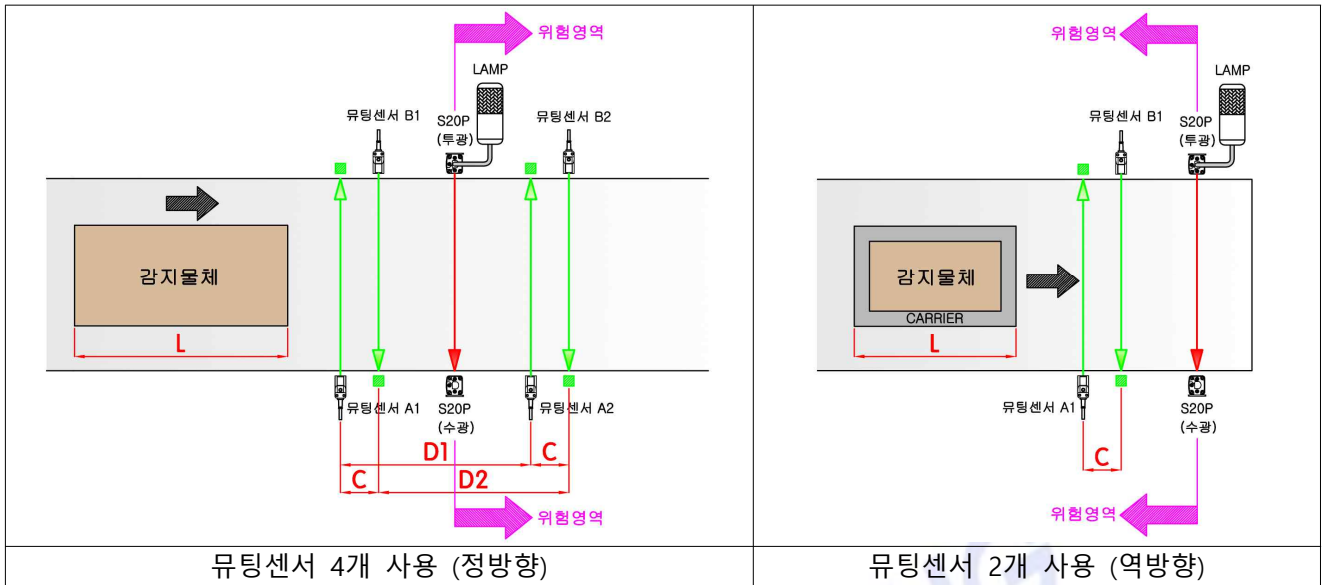 위험영역
LAMP
뮤팅센서 B1
S20P
(투광)
뮤팅센서 B2
감지물체
L
뮤팅센서 A1
S20P
(수광)
뮤팅센서 A2
D1
C
C
D2
위험영역
뮤팅센서 4개 사용 (정방향)
위험영역
LAMP
뮤팅센서 B1
S20P
(투광)
감지물체
CARRIER
L
뮤팅센서 A1
S20P
(수광)
C
위험영역
뮤팅센서 2개 사용 (역방향)